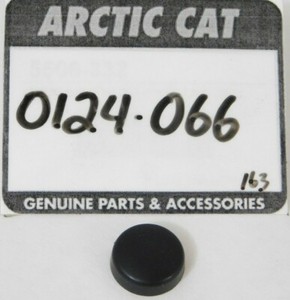 ARCTIC CAT
0124-066
163
GENUINE PARTS & ACCESSORIES